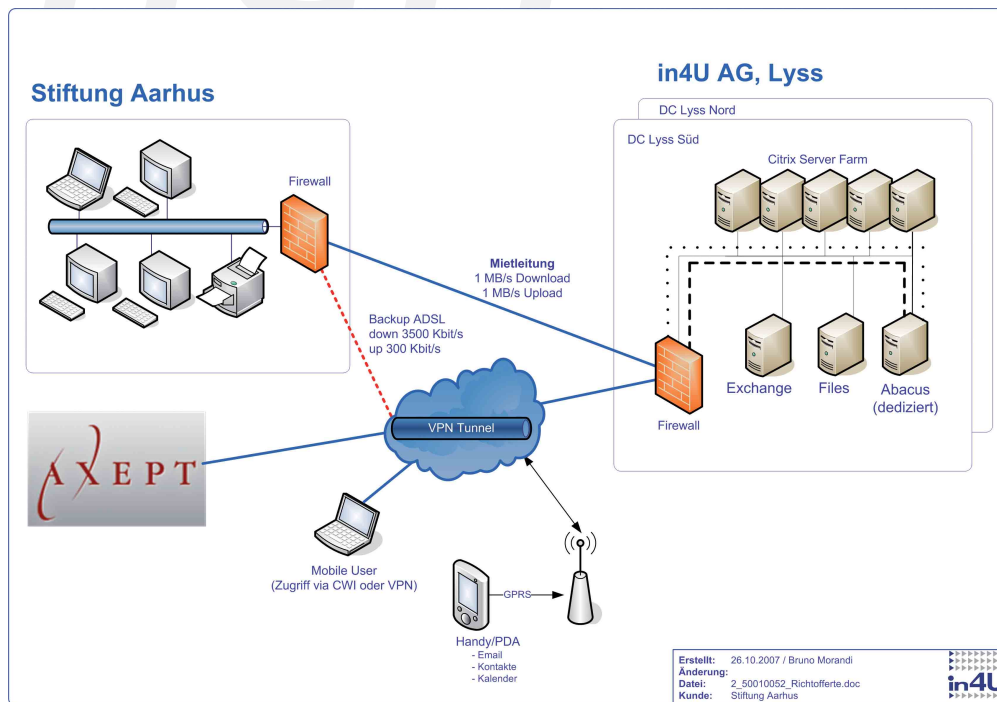 Stiftung Aarhus
in4U AG, Lyss
DC Lyss Nord
DC Lyss Süd
Citrix Server Farm
Firewall
Mietleitung
1 MB/s Download
1 MB/s Upload
Backup ADSL
down 3500 Kbit/s
up 300 Kbit/s
Exchange
Files
Abacus
(dediziert)
Firewall
VPN Tunnel
AXEPT
Mobile User
(Zugriff via CWI oder VPN)
GPRS
Handy/PDA
- Email
- Kontakte
- Kalender
Erstellt: 26.10.2007 / Bruno Morandi
Änderung:
Datei: 2_50010052_Richtofferte.doc
Kunde: Stiftung Aarhus
in4U